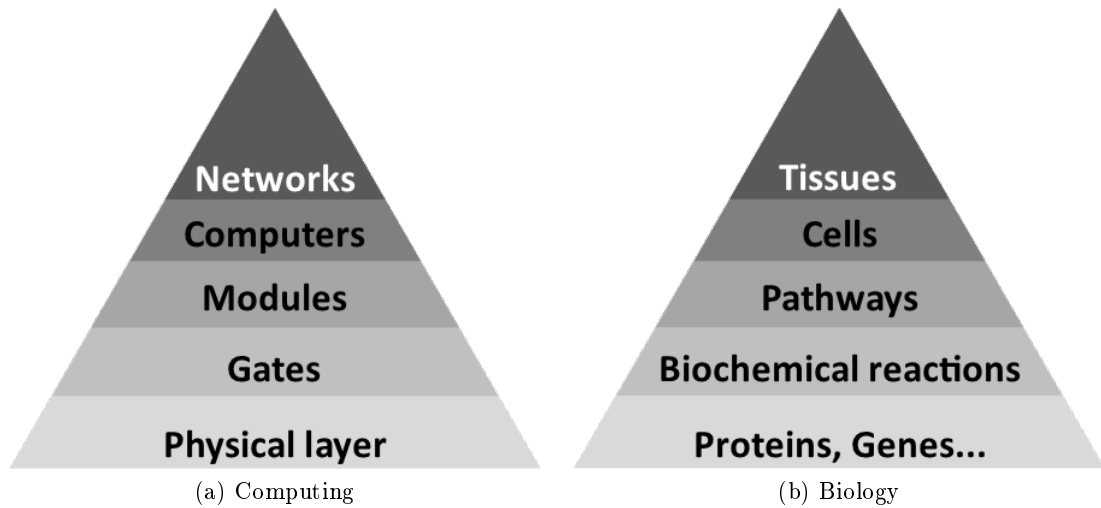 Networks
Computers
Modules
Gates
Physical layer
(a) Computing
Tissues
Cells
Pathways
Biochemical reactions
Proteins, Genes...
(b) Biology